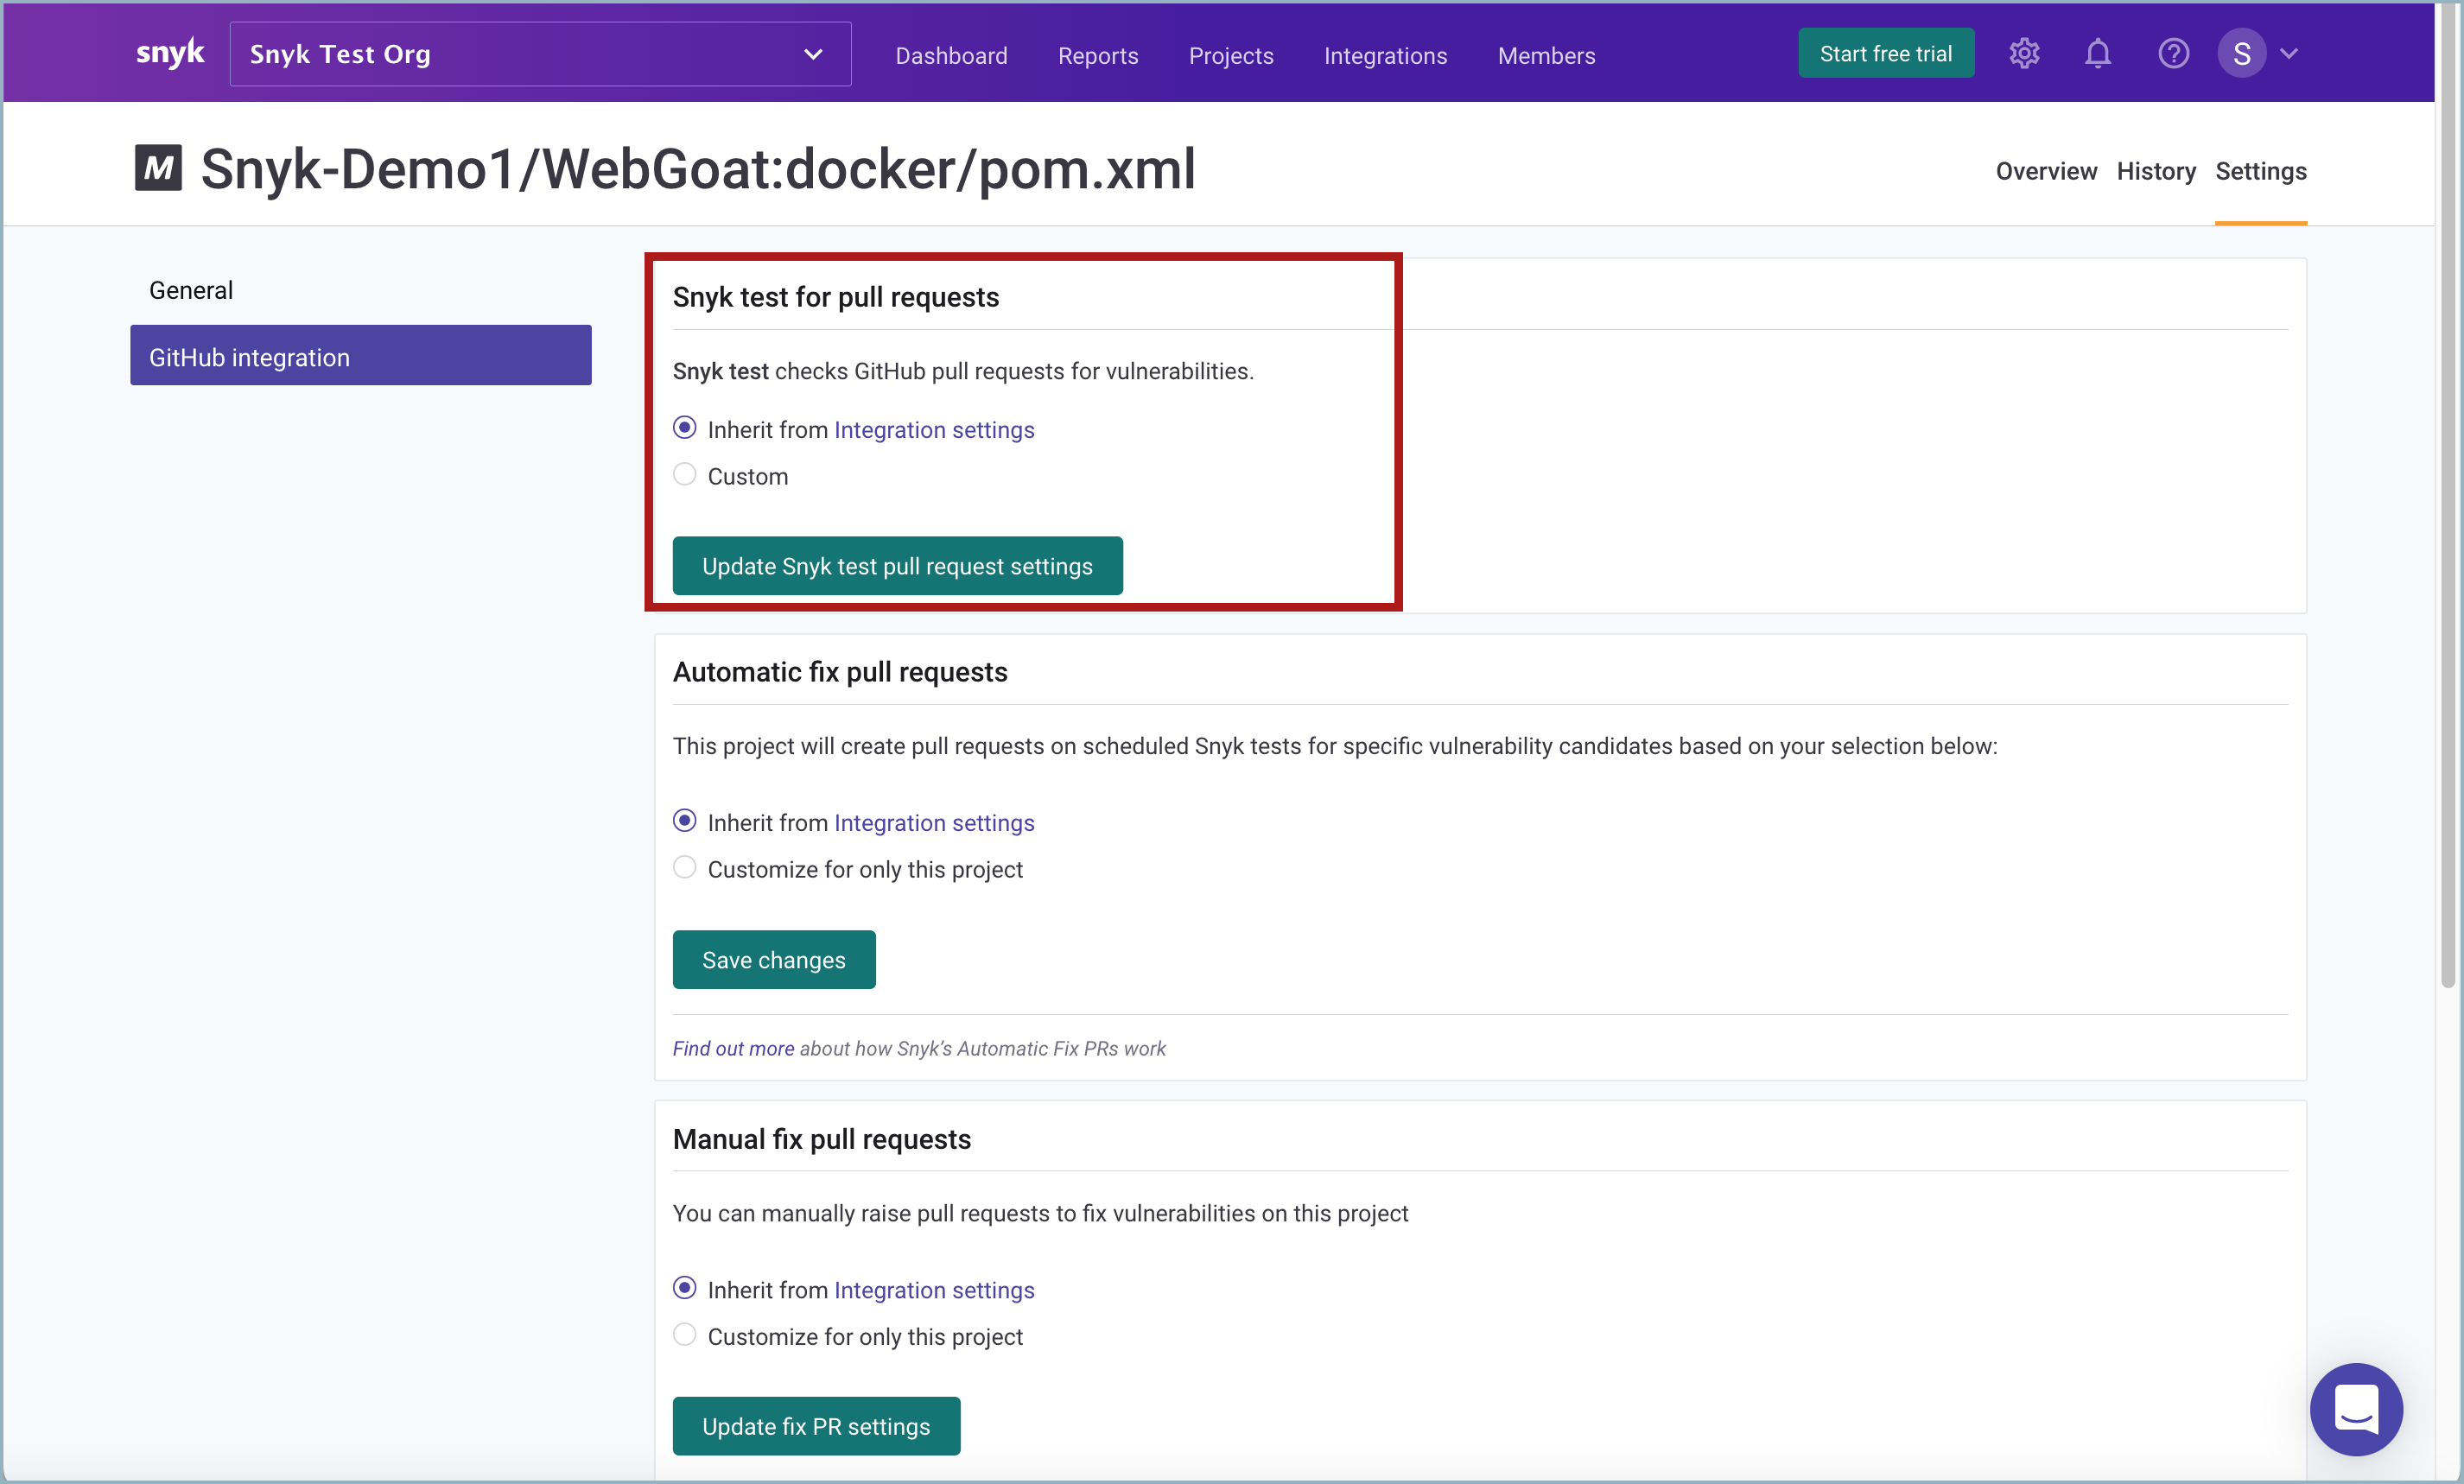 snyk Snyk Test Org Dashboard Reports Projects Integrations Members Start free trial S
M Snyk-Demo1/WebGoat:docker/pom.xml Overview History Settings
General
GitHub integration
Snyk test for pull requests
Snyk test checks GitHub pull requests for vulnerabilities.
Inherit from Integration settings
Custom
Update Snyk test pull request settings
Automatic fix pull requests
This project will create pull requests on scheduled Snyk tests for specific vulnerability candidates based on your selection below:
Inherit from Integration settings
Customize for only this project
Save changes
Find out more about how Snyk’s Automatic Fix PRs work
Manual fix pull requests
You can manually raise pull requests to fix vulnerabilities on this project
Inherit from Integration settings
Customize for only this project
Update fix PR settings